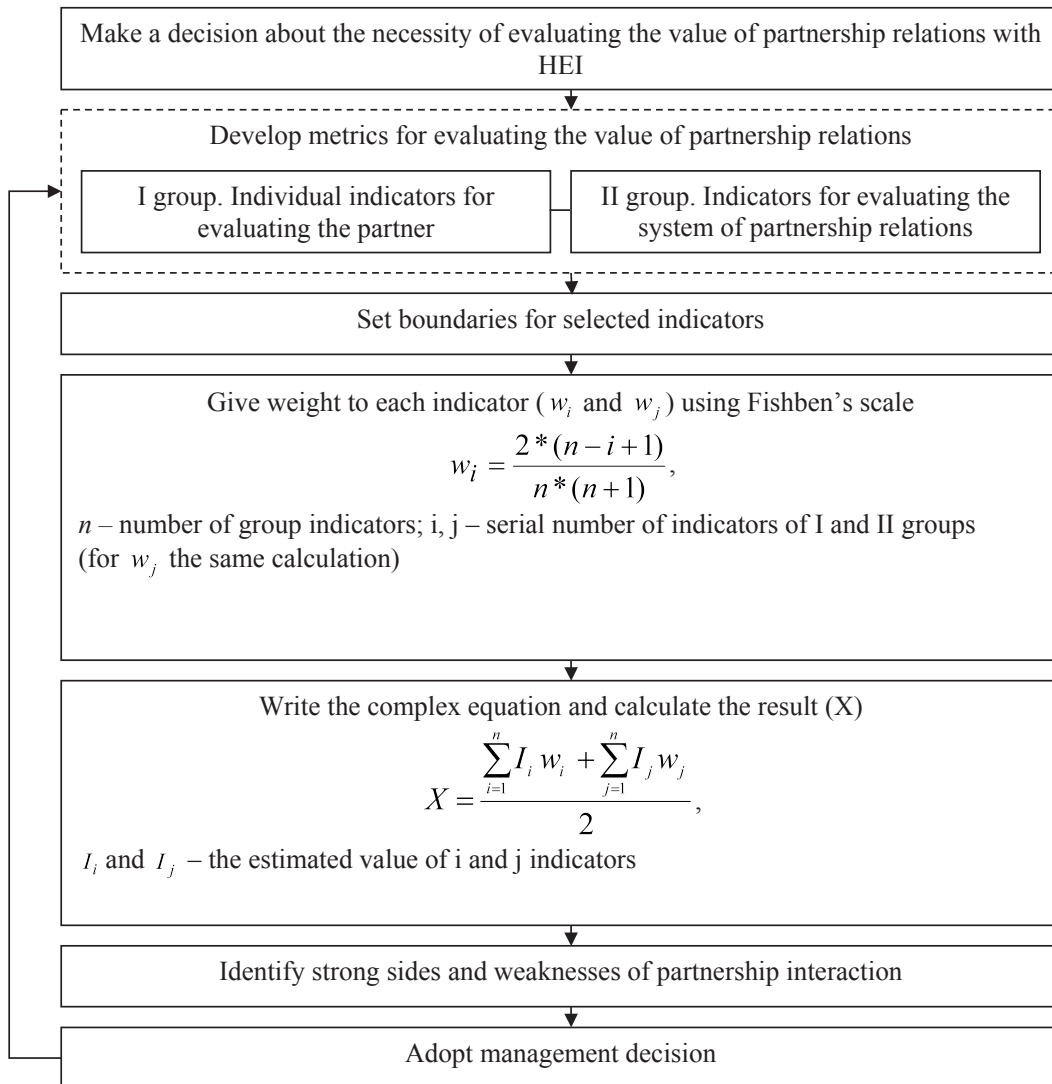 Make a decision about the necessity of evaluating the value of partnership relations with
HEI
Develop metrics for evaluating the value of partnership relations
I group. Individual indicators for
evaluating the partner
II group. Indicators for evaluating the
system of partnership relations
Set boundaries for selected indicators
Give weight to each indicator ( w_i and w_j ) using Fishben’s scale
w_i = \frac{2*(n-i+1)}{n*(n+1)},
n – number of group indicators; i, j – serial number of indicators of I and II groups
(for w_j the same calculation)
Write the complex equation and calculate the result (X)
X = \frac{\sum_{i=1}^{n} I_i w_i + \sum_{j=1}^{n} I_j w_j}{2},
I_i and I_j – the estimated value of i and j indicators
Identify strong sides and weaknesses of partnership interaction
Adopt management decision